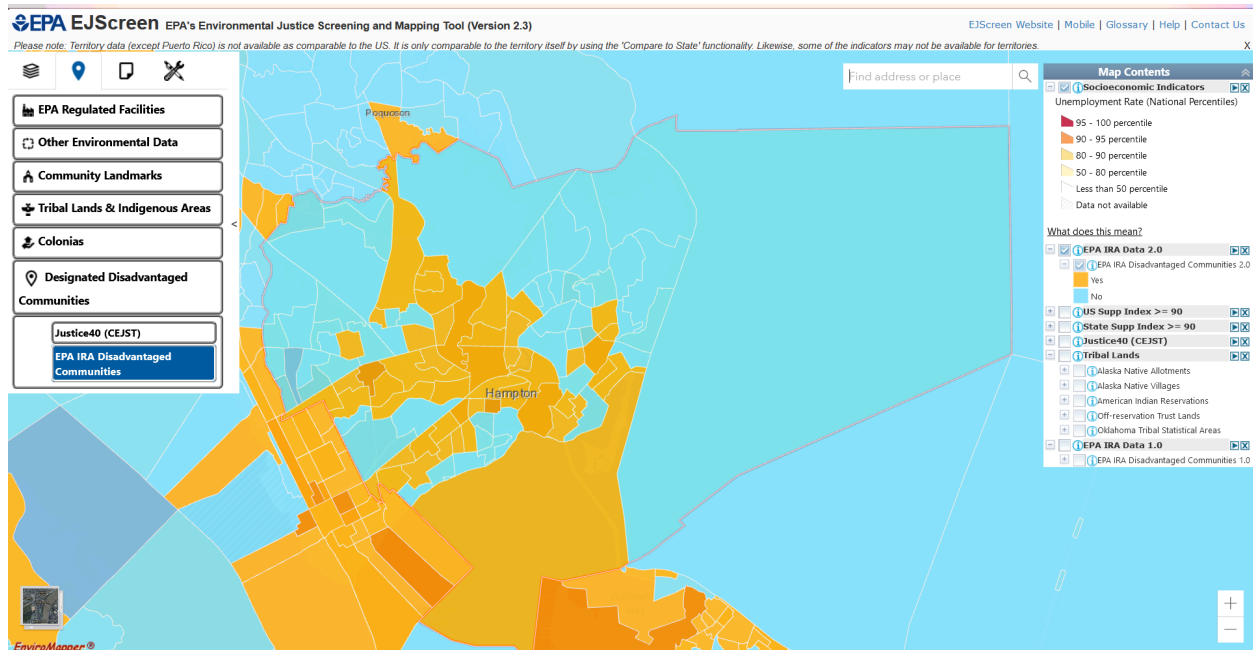 EPA EJScreen EPA's Environmental Justice Screening and Mapping Tool (Version 2.3)
EJScreen Website | Mobile | Glossary | Help | Contact Us
Please note: Territory data (except Puerto Rico) is not available as comparable to the US. It is only comparable to the territory itself by using the 'Compare to State' functionality. Likewise, some of the indicators may not be available for territories.
X
EPA Regulated Facilities
Other Environmental Data
Community Landmarks
Tribal Lands & Indigenous Areas
Colonias
Designated Disadvantaged
Communities
Justice40 (CEJST)
EPA IRA Disadvantaged
Communities
<
Poquoson
Hampton
Find address or place
Map Contents
Socioeconomic Indicators
Unemployment Rate (National Percentiles)
95 - 100 percentile
90 - 95 percentile
80 - 90 percentile
50 - 80 percentile
Less than 50 percentile
Data not available
What does this mean?
EPA IRA Data 2.0
EPA IRA Disadvantaged Communities 2.0
Yes
No
US Supp Index >= 90
State Supp Index >= 90
Justice40 (CEJST)
Tribal Lands
Alaska Native Allotments
Alaska Native Villages
American Indian Reservations
Off-reservation Trust Lands
Oklahoma Tribal Statistical Areas
EPA IRA Data 1.0
EPA IRA Disadvantaged Communities 1.0
EnviroMapper ®